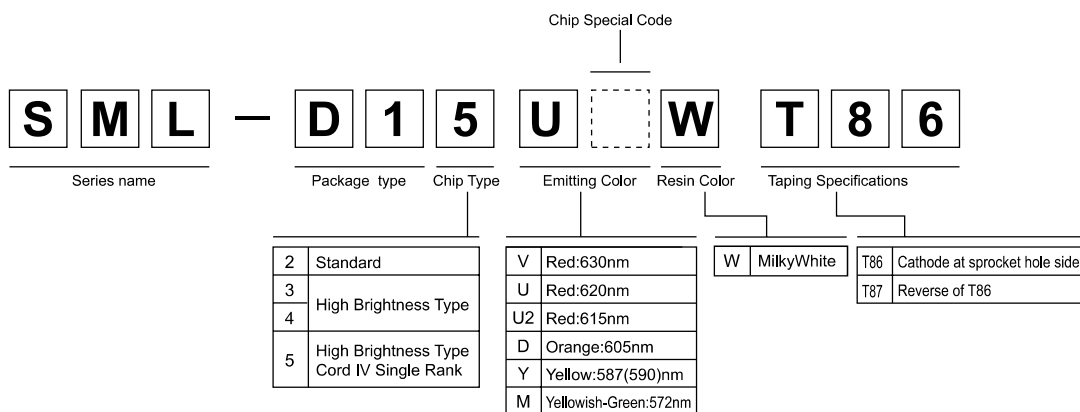 Chip Special Code
S M L — D 1 5 U W T 8 6
Series name Package type Chip Type Emitting Color Resin Color Taping Specifications
2 Standard
3
4 High Brightness Type
5 High Brightness Type
Cord IV Single Rank
V Red:630nm
U Red:620nm
U2 Red:615nm
D Orange:605nm
Y Yellow:587(590)nm
M Yellowish-Green:572nm
W MilkyWhite
T86 Cathode at sprocket hole side
T87 Reverse of T86